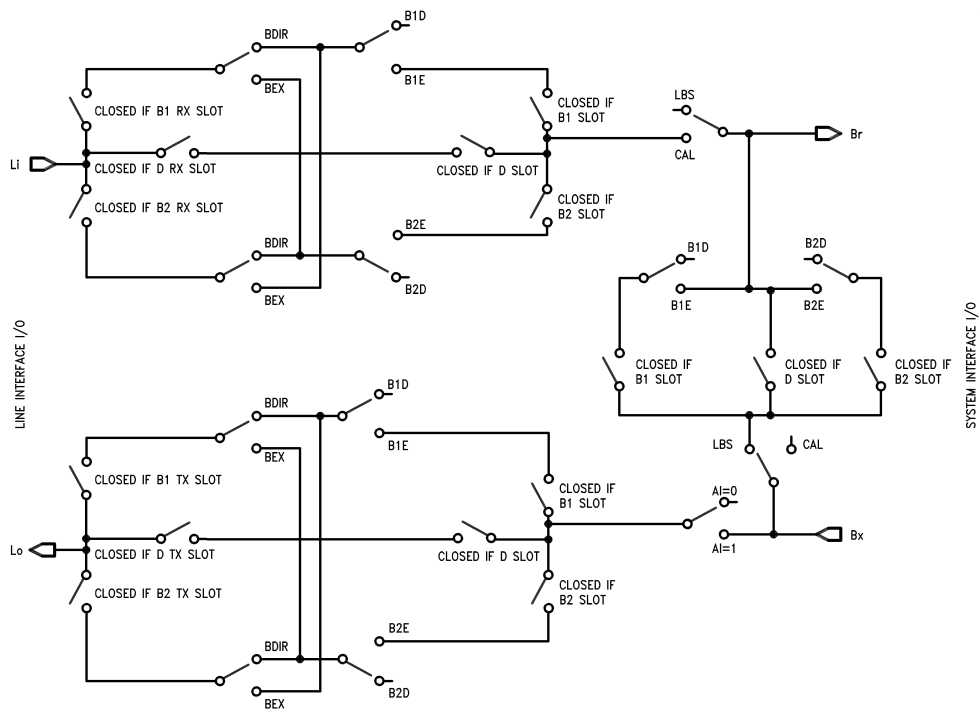 B1D
BDIR
BEX
B1E
CLOSED IF B1 RX SLOT
CLOSED IF
B1 SLOT
LBS
CAL
Br
Li
CLOSED IF D RX SLOT
CLOSED IF D SLOT
CLOSED IF B2 RX SLOT
CLOSED IF
B2 SLOT
B2E
BDIR
B2D
BEX
B1D
B2D
B1E
B2E
LINE INTERFACE I/O
SYSTEM INTERFACE I/O
CLOSED IF
B1 SLOT
CLOSED IF
D SLOT
CLOSED IF
B2 SLOT
B1D
BDIR
BEX
B1E
LBS
CAL
CLOSED IF B1 TX SLOT
CLOSED IF
B1 SLOT
AI=0
AI=1
Bx
Lo
CLOSED IF D TX SLOT
CLOSED IF D SLOT
CLOSED IF B2 TX SLOT
CLOSED IF
B2 SLOT
B2E
BDIR
B2D
BEX